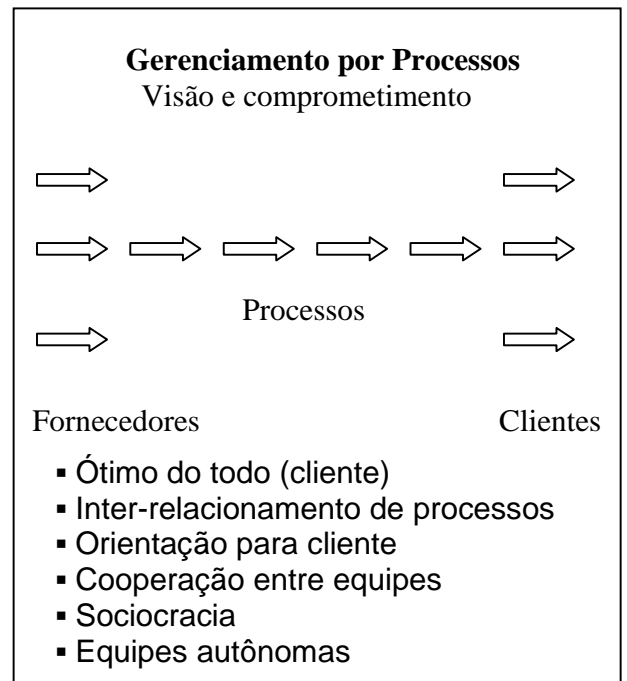 Gerenciamento por Processos
Visão e comprometimento
Processos
Fornecedores Clientes
▪ Ótimo do todo (cliente)
▪ Inter-relacionamento de processos
▪ Orientação para cliente
▪ Cooperação entre equipes
▪ Sociocracia
▪ Equipes autônomas